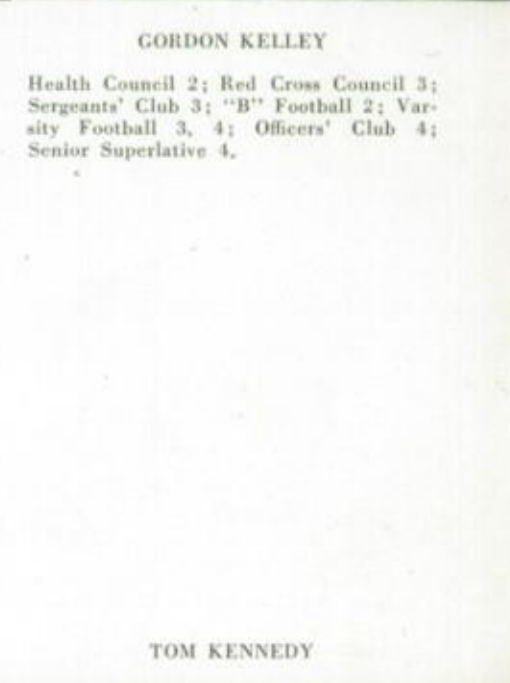 GORDON KELLEY
Health Council 2; Red Cross Council 3;
Sergeants' Club 3; "B" Football 2; Var-
sity Football 3, 4; Officers' Club 4;
Senior Superlative 4.
TOM KENNEDY